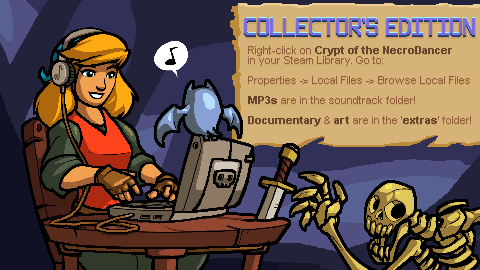 COLLECTOR'S EDITION
Right-click on Crypt of the NecroDancer
in your Steam Library. Go to:
Properties -> Local Files -> Browse Local Files
MP3s are in the soundtrack folder!
Documentary & art are in the 'extras' folder!